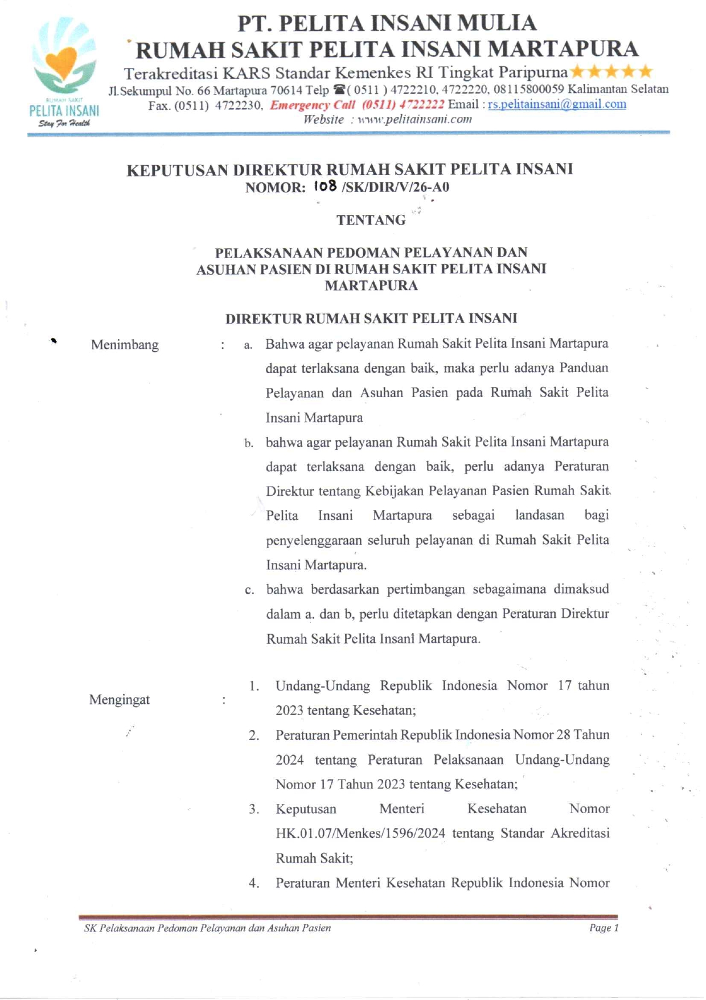 PT. PELITA INSANI MULIA
RUMAH SAKIT PELITA INSANI MARTAPURA
Terakreditasi KARS Standar Kemenkes RI Tingkat Paripurna★★★★★
Jl.Sekumpul No. 66 Martapura 70614 Telp ☎( 0511 ) 4722210, 4722220, 08115800059 Kalimantan Selatan
Fax. (0511) 4722230, Emergency Call (0511) 4722222 Email : rs.pelitainsani@gmail.com
Website : www.pelitainsani.com
RUMAH SAKIT
PELITA INSANI
Stay For Health
KEPUTUSAN DIREKTUR RUMAH SAKIT PELITA INSANI
NOMOR: 108 /SK/DIR/V/26-A0
TENTANG
PELAKSANAAN PEDOMAN PELAYANAN DAN
ASUHAN PASIEN DI RUMAH SAKIT PELITA INSANI
MARTAPURA
DIREKTUR RUMAH SAKIT PELITA INSANI
Menimbang : a. Bahwa agar pelayanan Rumah Sakit Pelita Insani Martapura
dapat terlaksana dengan baik, maka perlu adanya Panduan
Pelayanan dan Asuhan Pasien pada Rumah Sakit Pelita
Insani Martapura
b. bahwa agar pelayanan Rumah Sakit Pelita Insani Martapura
dapat terlaksana dengan baik, perlu adanya Peraturan
Direktur tentang Kebijakan Pelayanan Pasien Rumah Sakit
Pelita Insani Martapura sebagai landasan bagi
penyelenggaraan seluruh pelayanan di Rumah Sakit Pelita
Insani Martapura.
c. bahwa berdasarkan pertimbangan sebagaimana dimaksud
dalam a. dan b, perlu ditetapkan dengan Peraturan Direktur
Rumah Sakit Pelita Insani Martapura.
Mengingat : 1. Undang-Undang Republik Indonesia Nomor 17 tahun
2023 tentang Kesehatan;
2. Peraturan Pemerintah Republik Indonesia Nomor 28 Tahun
2024 tentang Peraturan Pelaksanaan Undang-Undang
Nomor 17 Tahun 2023 tentang Kesehatan;
3. Keputusan Menteri Kesehatan Nomor
HK.01.07/Menkes/1596/2024 tentang Standar Akreditasi
Rumah Sakit;
4. Peraturan Menteri Kesehatan Republik Indonesia Nomor
SK Pelaksanaan Pedoman Pelayanan dan Asuhan Pasien Page 1